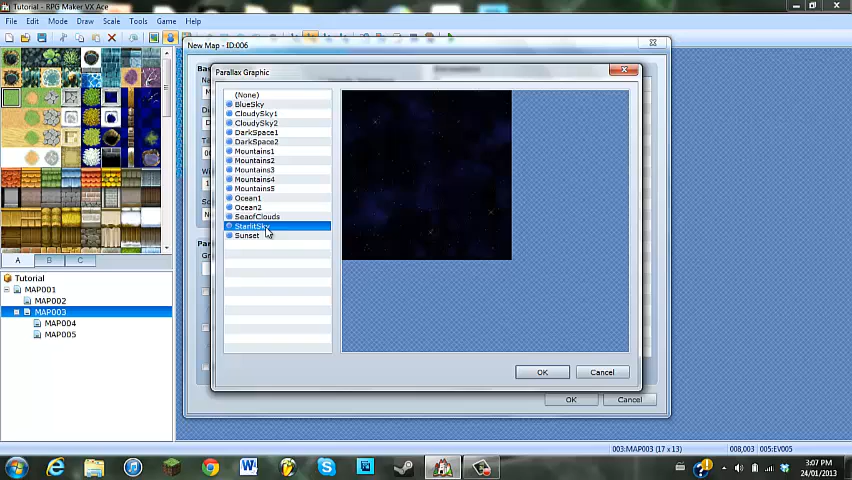 Tutorial - RPG Maker VX Ace
File Edit Mode Draw Scale Tools Game Help
New Map - ID:006
Parallax Graphic
(None)
BlueSky
CloudySky1
CloudySky2
DarkSpace1
DarkSpace2
Mountains1
Mountains2
Mountains3
Mountains4
Mountains5
Ocean1
Ocean2
SeaofClouds
StarlitSky
Sunset
OK Cancel
OK Cancel
A B C
Tutorial
MAP001
MAP002
MAP003
MAP004
MAP005
003:MAP003 (17 x 13) 008,003 005:EV005
3:07 PM
24/01/2013